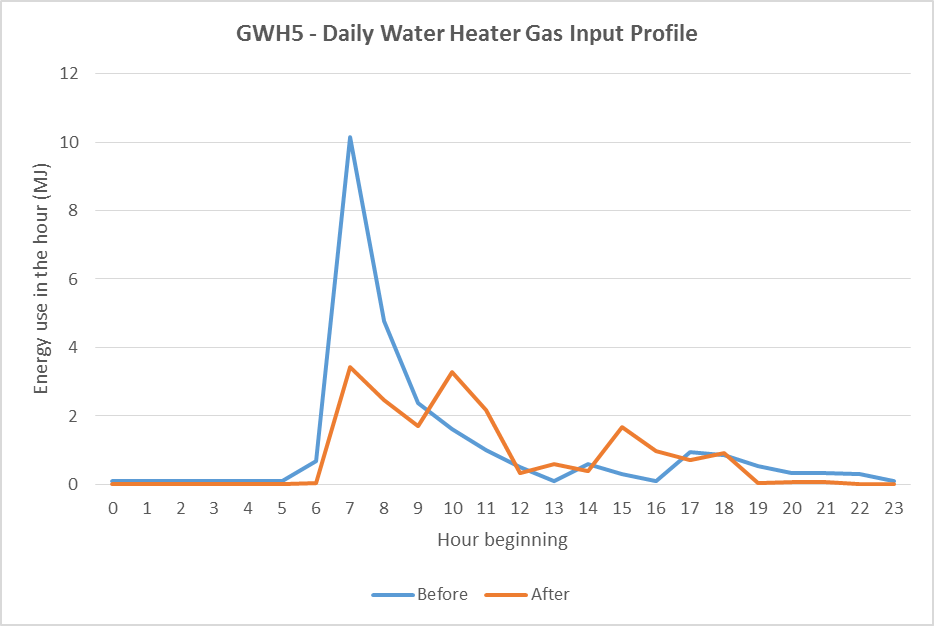 GWH5 - Daily Water Heater Gas Input Profile
12
10
8
6
4
2
0
Energy use in the hour (MJ)
0 1 2 3 4 5 6 7 8 9 10 11 12 13 14 15 16 17 18 19 20 21 22 23
Hour beginning
Before After